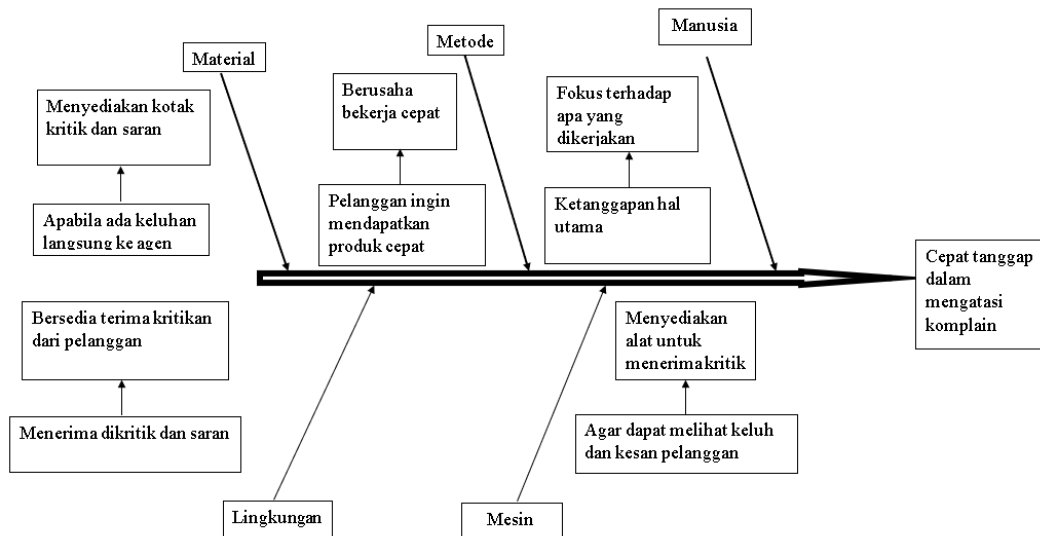 Manusia
Metode
Material
Menyediakan kotak
kritik dan saran
Apabila ada keluhan
langsung ke agen
Berusaha
bekerja cepat
Pelanggan ingin
mendapatkan
produk cepat
Fokus terhadap
apa yang
dikerjakan
Ketanggapan hal
utama
Cepat tanggap
dalam
mengatasi
komplain
Bersedia terima kritikan
dari pelanggan
Menerima dikritik dan saran
Menyediakan
alat untuk
menerima kritik
Agar dapat melihat keluh
dan kesan pelanggan
Lingkungan
Mesin